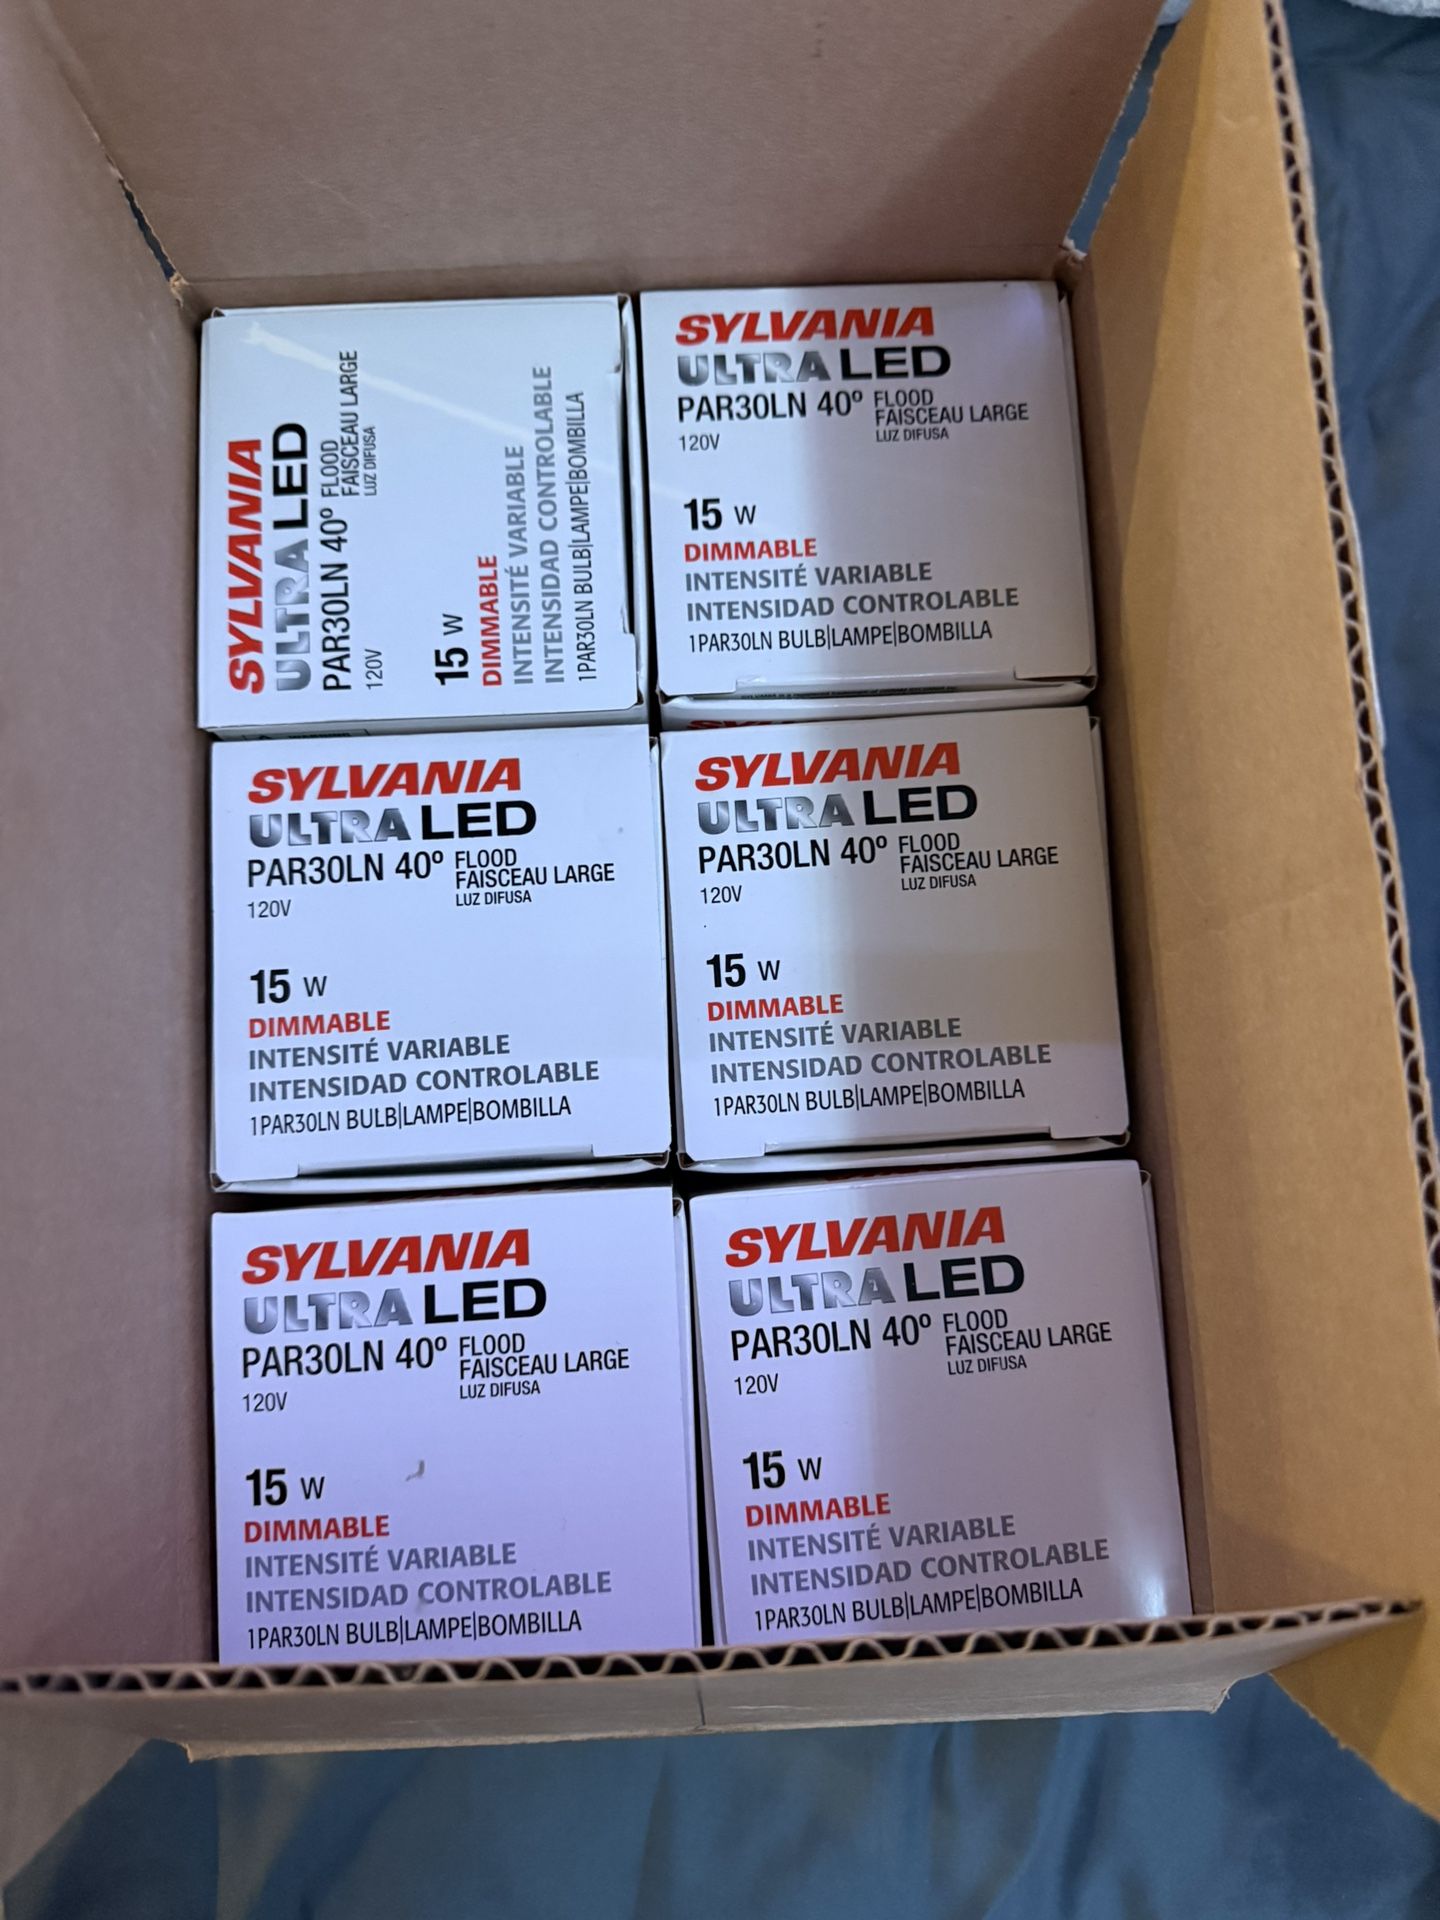 SYLVANIA
ULTRA LED
PAR30LN 40º FLOOD
FAISCEAU LARGE
LUZ DIFUSA
120V
15 W
DIMMABLE
INTENSITÉ VARIABLE
INTENSIDAD CONTROLABLE
1PAR30LN BULB|LAMPE|BOMBILLA
SYLVANIA
ULTRA LED
PAR30LN 40º FLOOD
FAISCEAU LARGE
LUZ DIFUSA
120V
15 W
DIMMABLE
INTENSITÉ VARIABLE
INTENSIDAD CONTROLABLE
1PAR30LN BULB|LAMPE|BOMBILLA
SYLVANIA
ULTRA LED
PAR30LN 40º FLOOD
FAISCEAU LARGE
LUZ DIFUSA
120V
15 W
DIMMABLE
INTENSITÉ VARIABLE
INTENSIDAD CONTROLABLE
1PAR30LN BULB|LAMPE|BOMBILLA
SYLVANIA
ULTRA LED
PAR30LN 40º FLOOD
FAISCEAU LARGE
LUZ DIFUSA
120V
15 W
DIMMABLE
INTENSITÉ VARIABLE
INTENSIDAD CONTROLABLE
1PAR30LN BULB|LAMPE|BOMBILLA
SYLVANIA
ULTRA LED
PAR30LN 40º FLOOD
FAISCEAU LARGE
LUZ DIFUSA
120V
15 W
DIMMABLE
INTENSITÉ VARIABLE
INTENSIDAD CONTROLABLE
1PAR30LN BULB|LAMPE|BOMBILLA
SYLVANIA
ULTRA LED
PAR30LN 40º FLOOD
FAISCEAU LARGE
LUZ DIFUSA
120V
15 W
DIMMABLE
INTENSITÉ VARIABLE
INTENSIDAD CONTROLABLE
1PAR30LN BULB|LAMPE|BOMBILLA